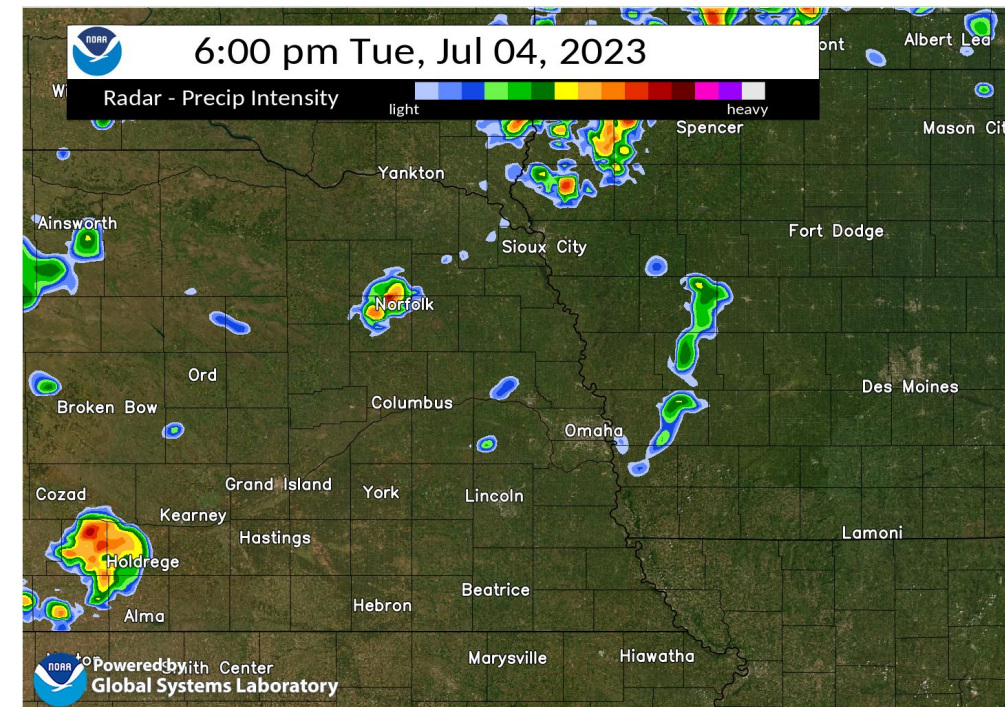 NOAA
6:00 pm Tue, Jul 04, 2023
Radar - Precip Intensity
light
heavy
Albert Lea
Spencer
Mason Cit
Yankton
Ainsworth
Fort Dodge
Sioux City
Norfolk
Ord
Des Moines
Broken Bow
Columbus
Omaha
Cozad
Grand Island
York
Lincoln
Kearney
Hastings
Lamoni
Holdrege
Beatrice
Hebron
Alma
Marysville
Hiawatha
Smith Center
NOAA
Powered by
Global Systems Laboratory